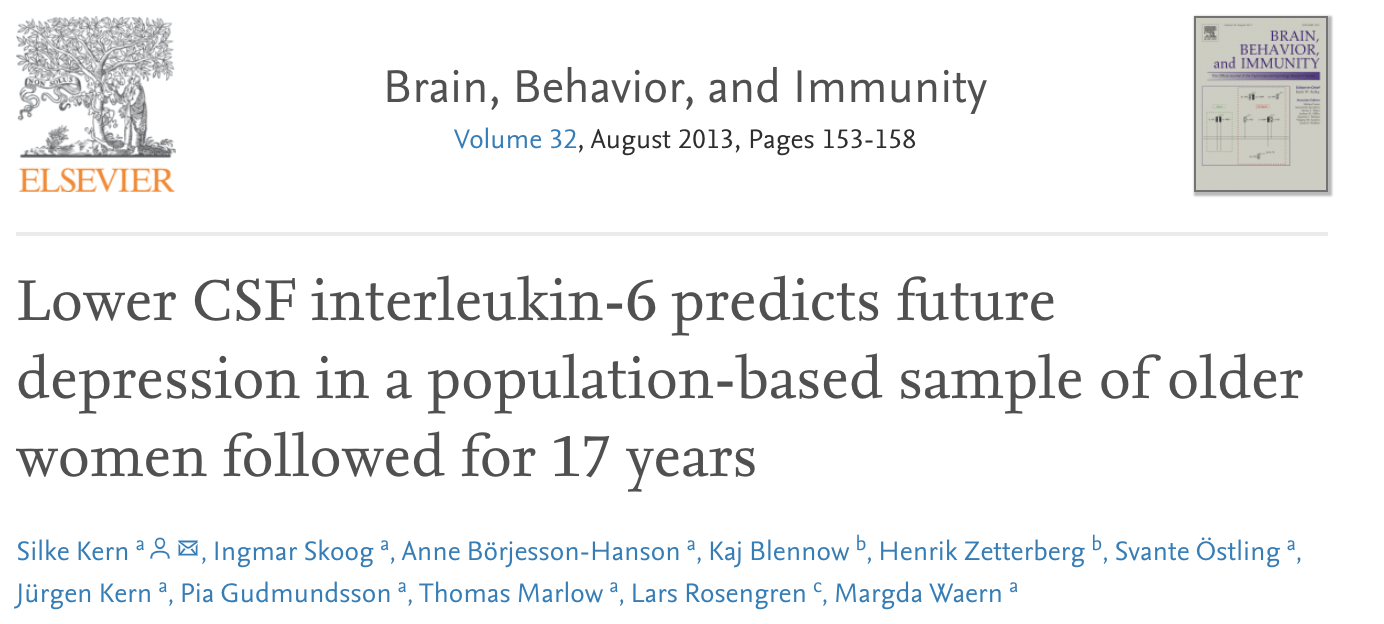 ELSEVIER
Brain, Behavior, and Immunity
Volume 32, August 2013, Pages 153-158
BRAIN,
BEHAVIOR,
and IMMUNITY
Lower CSF interleukin-6 predicts future
depression in a population-based sample of older
women followed for 17 years
Silke Kern a, Ingmar Skoog a, Anne Börjesson-Hanson a, Kaj Blennow b, Henrik Zetterberg b, Svante Östling a,
Jürgen Kern a, Pia Gudmundsson a, Thomas Marlow a, Lars Rosengren c, Margda Waern a